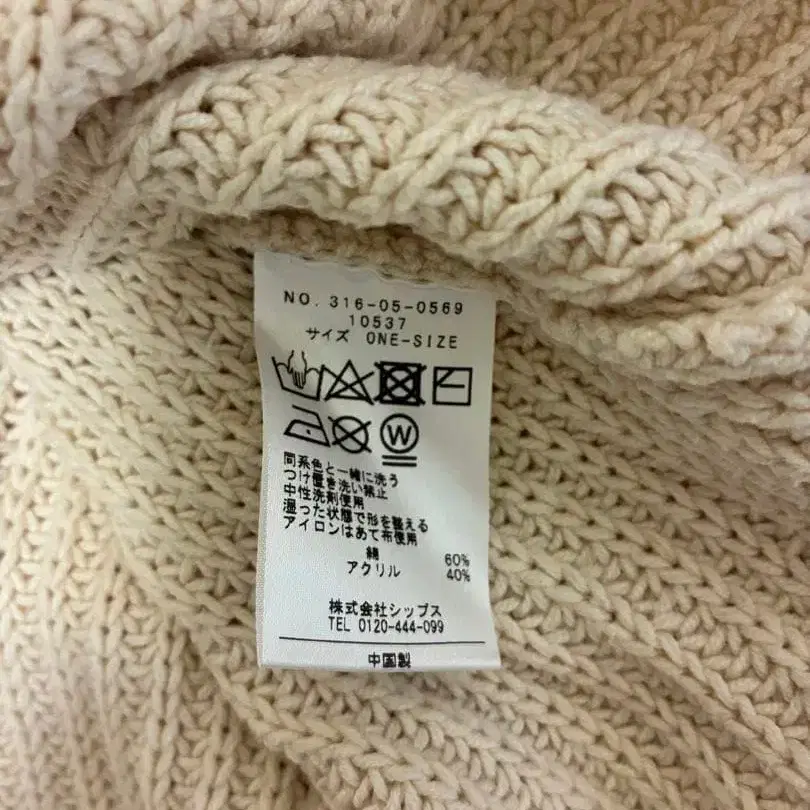 NO. 316-05-0569
10537
サイズ ONE-SIZE
W
同系色と一緒に洗う
つけ置き洗い禁止
中性洗剤使用
湿った状態で形を整える
アイロンはあて布使用
綿 60%
アクリル 40%
株式会社シップス
TEL 0120-444-099
中国製